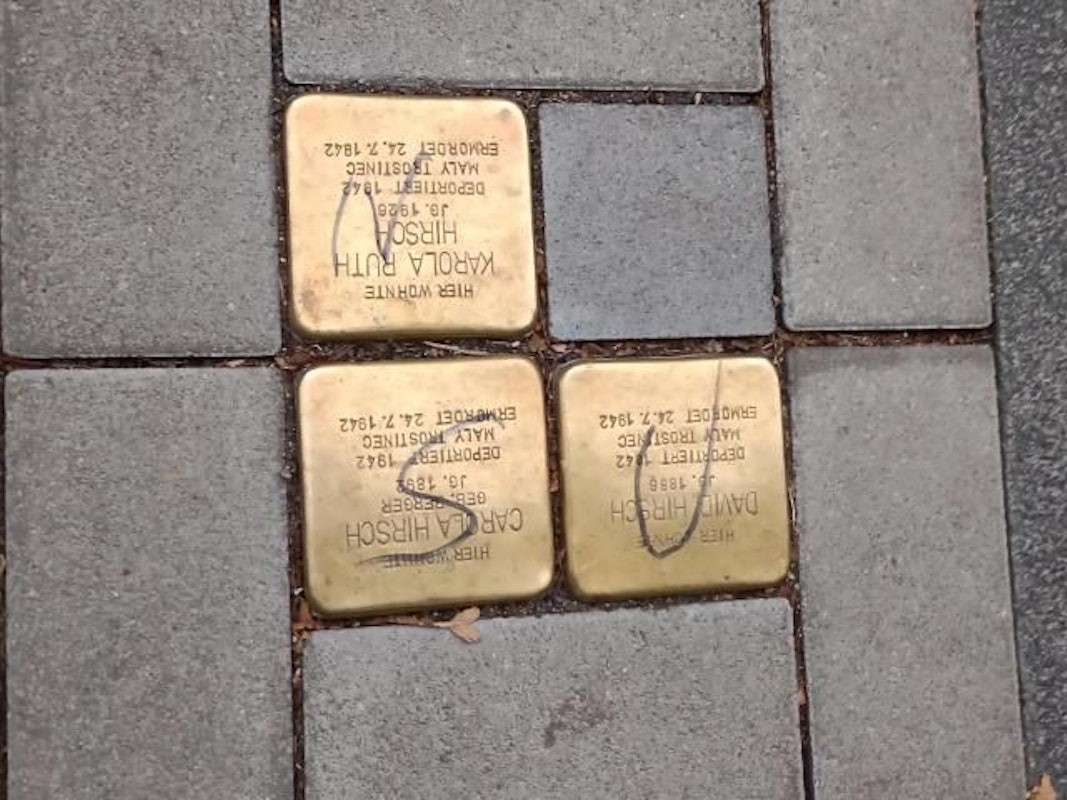 HIER WOHNTE
KAROLA RUTH
HIRSCH
JG. 1926
DEPORTIERT 1942
MALY TROSTINEC
ERMORDET 24.7.1942
N
HIER WOHNTE
CAROLA HIRSCH
GEB. BERGER
JG. 1892
DEPORTIERT 1942
MALY TROSTINEC
ERMORDET 24.7.1942
S
HIER WOHNTE
DAVID HIRSCH
JG. 1886
DEPORTIERT 1942
MALY TROSTINEC
ERMORDET 24.7.1942
U